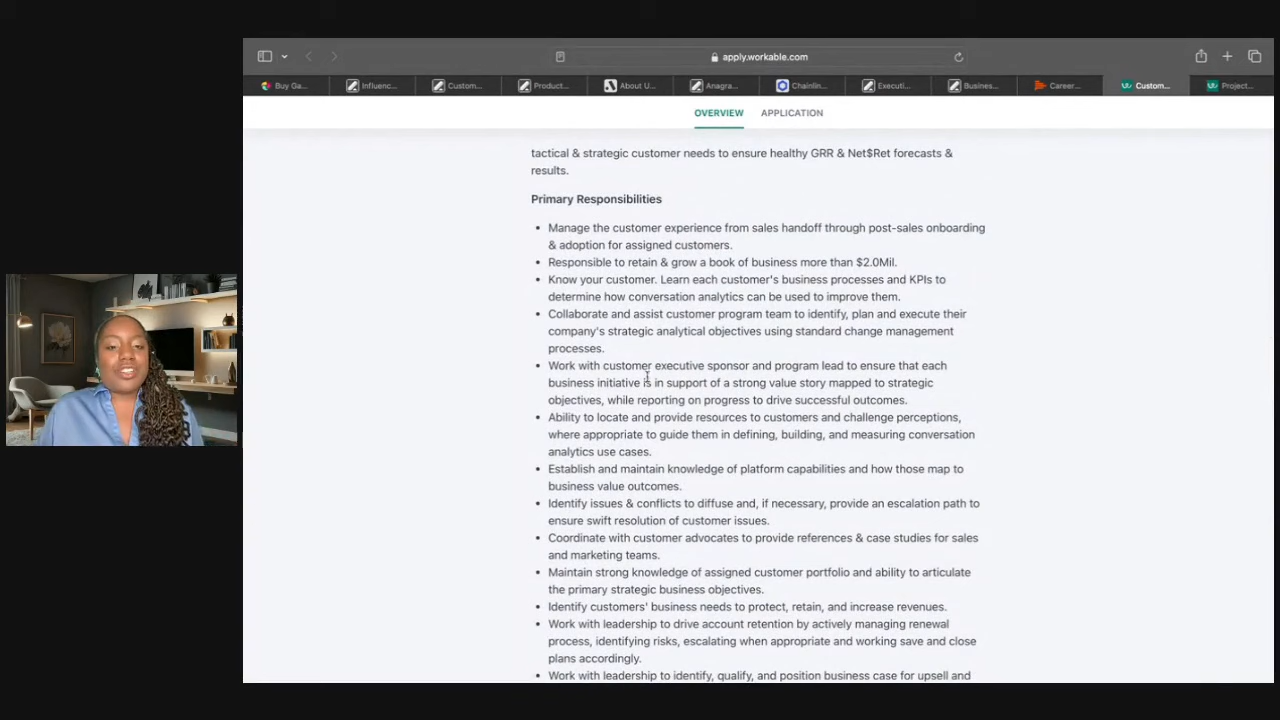 apply.workable.com
Buy Ga...
Influenc...
Custom...
Product...
About U...
Anagra...
Chainlin...
Executi...
Busines...
Career...
Custom...
Project...
OVERVIEW
APPLICATION
tactical & strategic customer needs to ensure healthy GRR & Net$Ret forecasts &
results.
Primary Responsibilities
• Manage the customer experience from sales handoff through post-sales onboarding
& adoption for assigned customers.
• Responsible to retain & grow a book of business more than $2.0Mil.
• Know your customer. Learn each customer's business processes and KPIs to
determine how conversation analytics can be used to improve them.
• Collaborate and assist customer program team to identify, plan and execute their
company's strategic analytical objectives using standard change management
processes.
• Work with customer executive sponsor and program lead to ensure that each
business initiative is in support of a strong value story mapped to strategic
objectives, while reporting on progress to drive successful outcomes.
• Ability to locate and provide resources to customers and challenge perceptions,
where appropriate to guide them in defining, building, and measuring conversation
analytics use cases.
• Establish and maintain knowledge of platform capabilities and how those map to
business value outcomes.
• Identify issues & conflicts to diffuse and, if necessary, provide an escalation path to
ensure swift resolution of customer issues.
• Coordinate with customer advocates to provide references & case studies for sales
and marketing teams.
• Maintain strong knowledge of assigned customer portfolio and ability to articulate
the primary strategic business objectives.
• Identify customers' business needs to protect, retain, and increase revenues.
• Work with leadership to drive account retention by actively managing renewal
process, identifying risks, escalating when appropriate and working save and close
plans accordingly.
• Work with leadership to identify, qualify, and position business case for upsell and